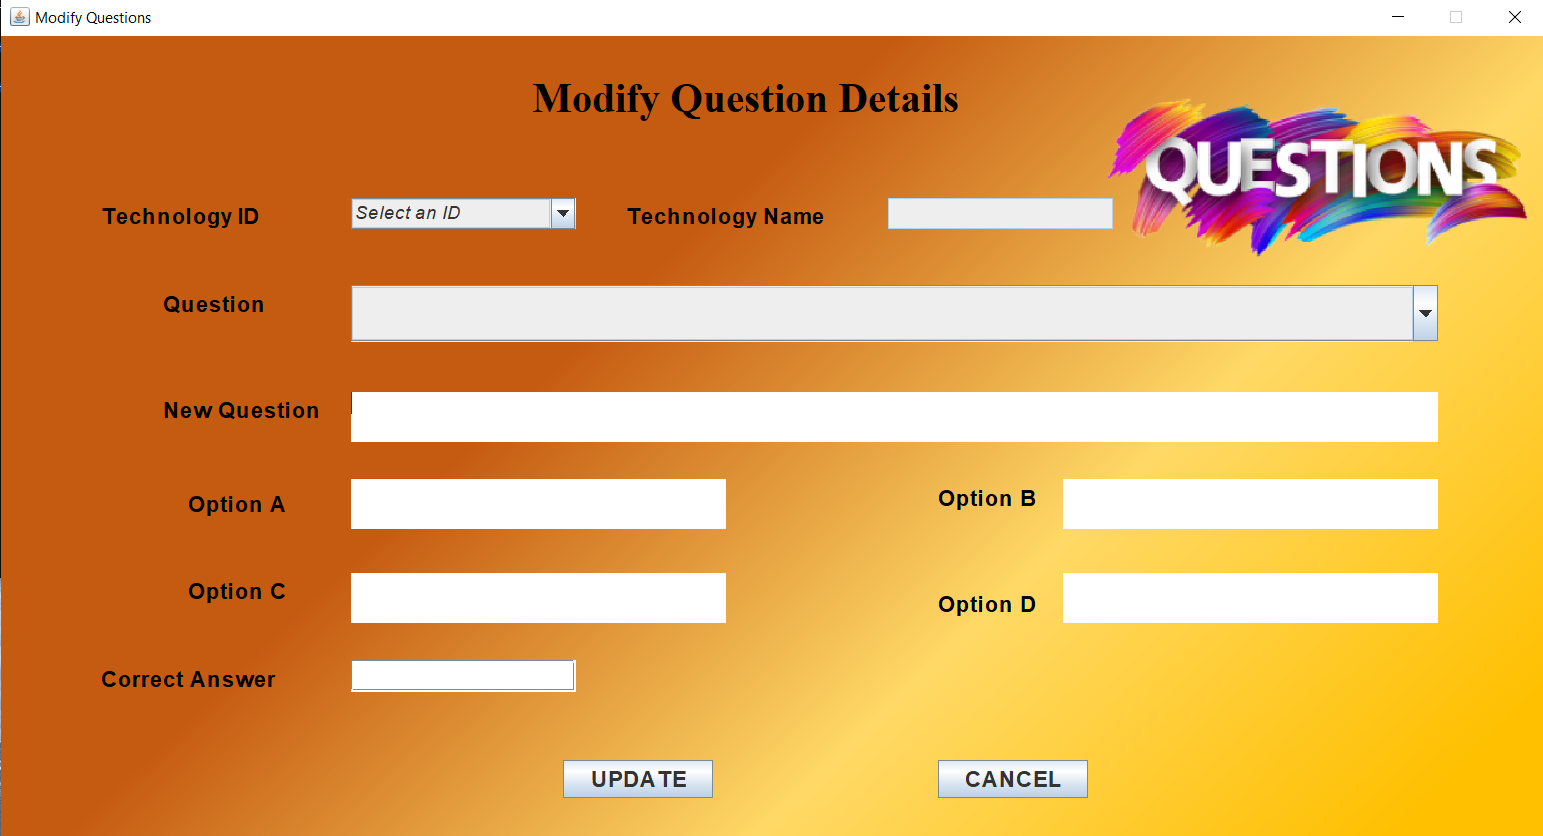 Modify Questions
Modify Question Details
QUESTIONS
Technology ID
Select an ID
Technology Name
Question
New Question
Option A
Option B
Option C
Option D
Correct Answer
UPDATE
CANCEL